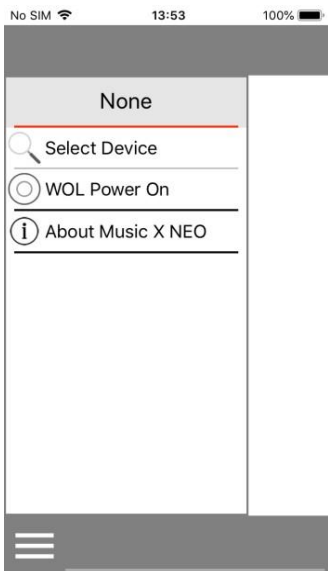 No SIM 13:53 100%
None
Select Device
WOL Power On
i About Music X NEO